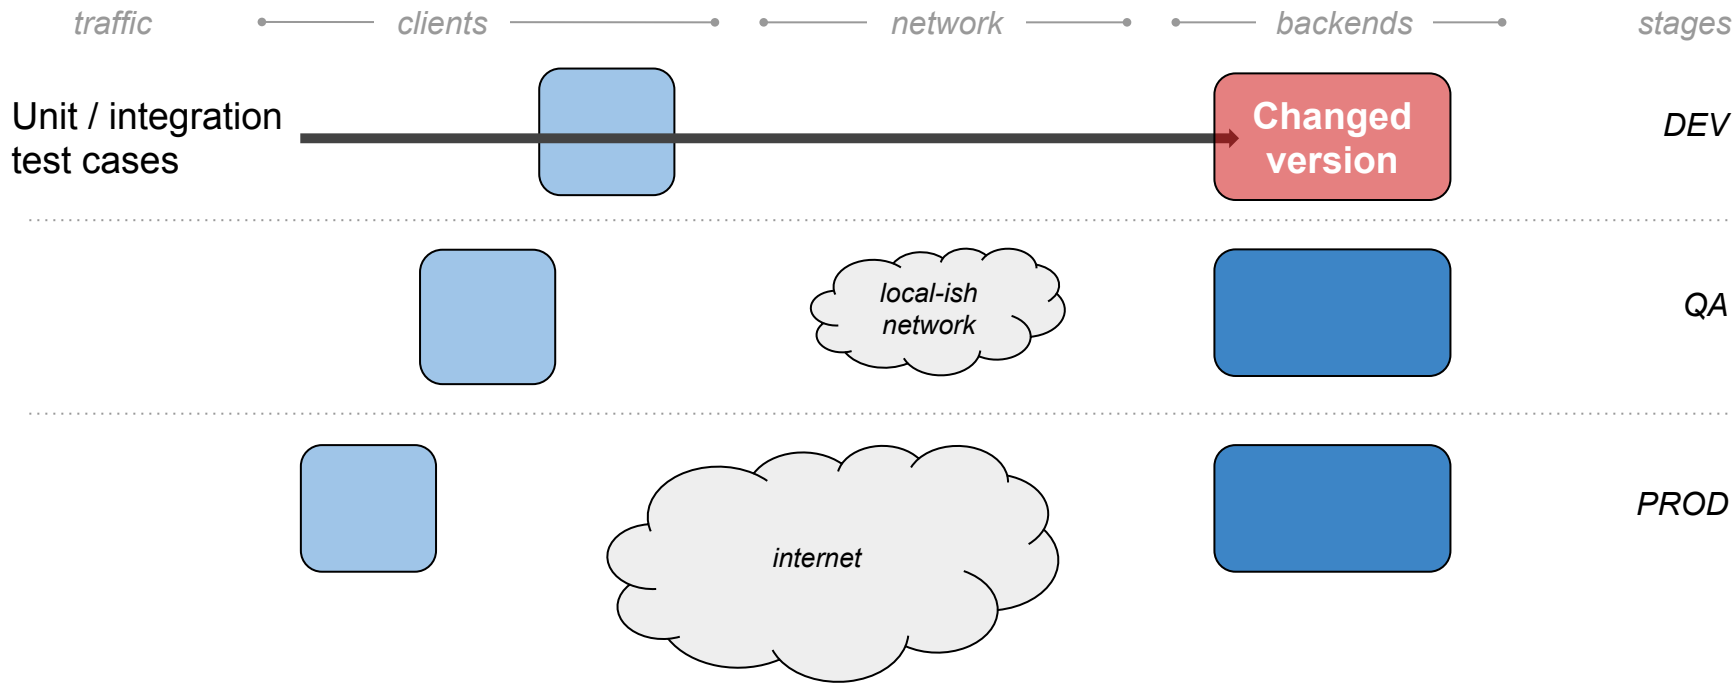 traffic
clients
network
backends
stages
Unit / integration
test cases
Changed
version
DEV
local-ish
network
QA
internet
PROD